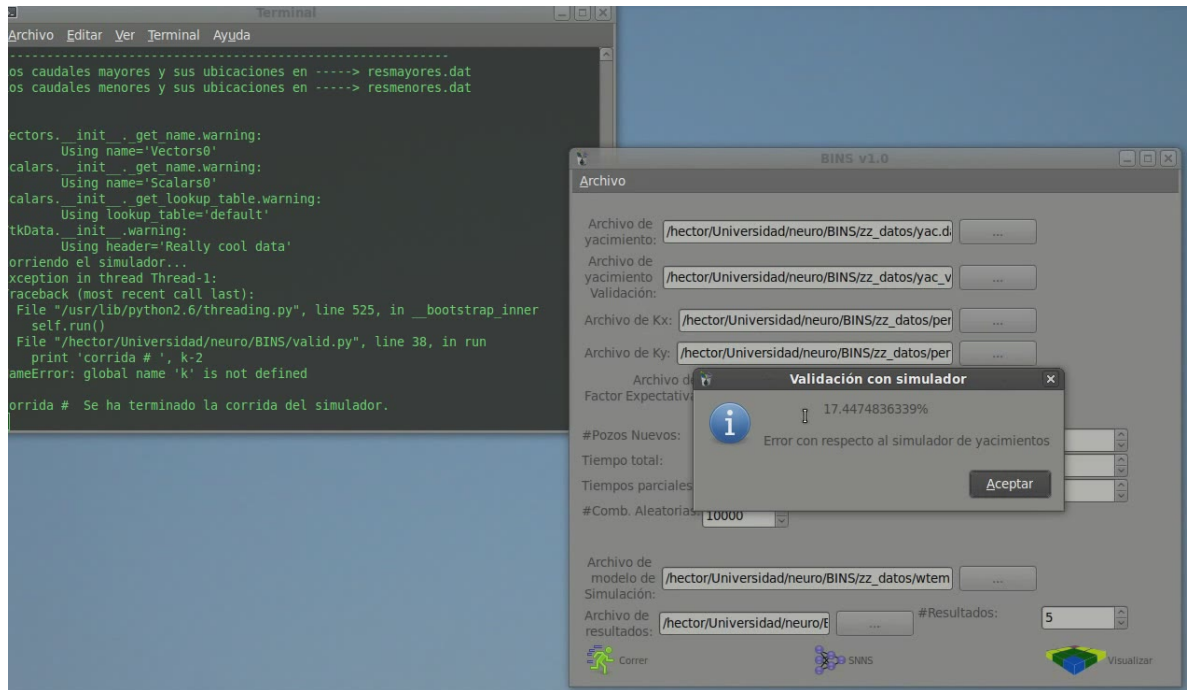 Terminal
Archivo Editar Ver Terminal Ayuda
------------------------------------------------------------
os caudales mayores y sus ubicaciones en -----> resmayores.dat
os caudales menores y sus ubicaciones en -----> resmenores.dat
ectors.__init__._get_name.warning:
Using name='Vectors0'
calars.__init__._get_name.warning:
Using name='Scalars0'
calars.__init__._get_lookup_table.warning:
Using lookup_table='default'
tkData.__init__.warning:
Using header='Really cool data'
orriendo el simulador...
xception in thread Thread-1:
raceback (most recent call last):
File "/usr/lib/python2.6/threading.py", line 525, in __bootstrap_inner
self.run()
File "/hector/Universidad/neuro/BINS/valid.py", line 38, in run
print 'corrida # ', k-2
ameError: global name 'k' is not defined
orrida # Se ha terminado la corrida del simulador.
BINS v1.0
Archivo
Archivo de
yacimiento: /hector/Universidad/neuro/BINS/zz_datos/yac.da ...
Archivo de
yacimiento /hector/Universidad/neuro/BINS/zz_datos/yac_v ...
Validación:
Archivo de Kx: /hector/Universidad/neuro/BINS/zz_datos/per ...
Archivo de Ky: /hector/Universidad/neuro/BINS/zz_datos/per ...
Archivo de
Factor Expectativa
Validación con simulador
17.4474836339%
Error con respecto al simulador de yacimientos
Aceptar
#Pozos Nuevos:
Tiempo total:
Tiempos parciales
#Comb. Aleatorias: 10000
Archivo de
modelo de /hector/Universidad/neuro/BINS/zz_datos/wtem ...
Simulación:
Archivo de
resultados: /hector/Universidad/neuro/B ... #Resultados: 5
Correr SNNS Visualizar